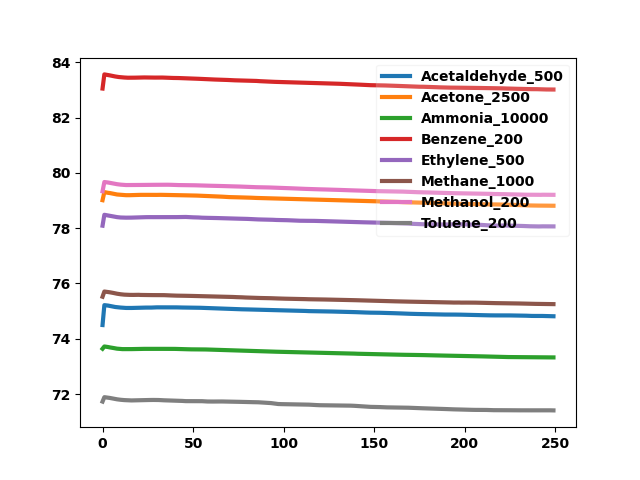 84
82
80
78
76
74
72
0 50 100 150 200 250
Acetaldehyde_500
Acetone_2500
Ammonia_10000
Benzene_200
Ethylene_500
Methane_1000
Methanol_200
Toluene_200